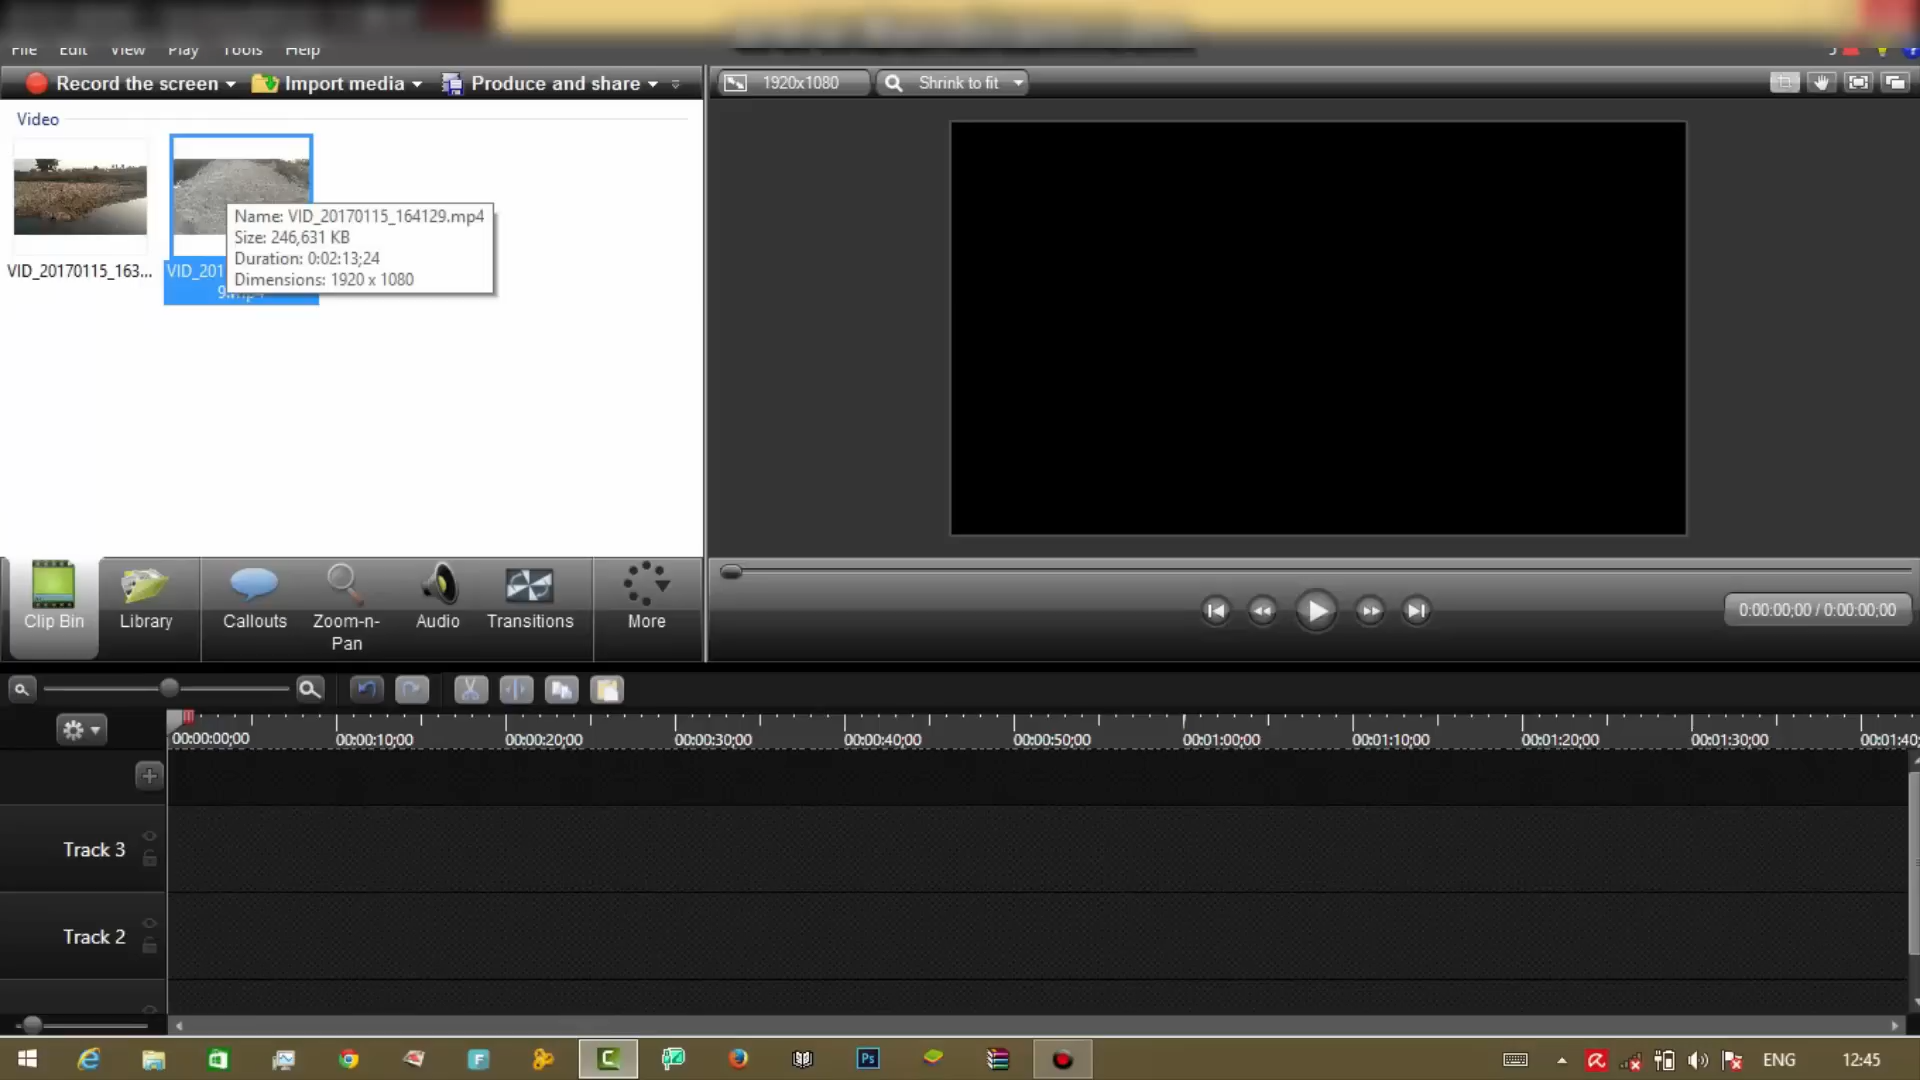 File Edit View Play Tools Help
Record the screen Import media Produce and share
1920x1080 Shrink to fit
Video
Name: VID_20170115_164129.mp4
Size: 246,631 KB
Duration: 0:02:13;24
Dimensions: 1920 x 1080
VID_20170115_163...
VID_201
9.mp4
Clip Bin Library Callouts Zoom-n-Pan Audio Transitions More
0:00:00;00 / 0:00:00;00
00:00:00;00 00:00:10;00 00:00:20;00 00:00:30;00 00:00:40;00 00:00:50;00 00:01:00;00 00:01:10;00 00:01:20;00 00:01:30;00 00:01:40;
Track 3
Track 2
Ps
ENG
12:45